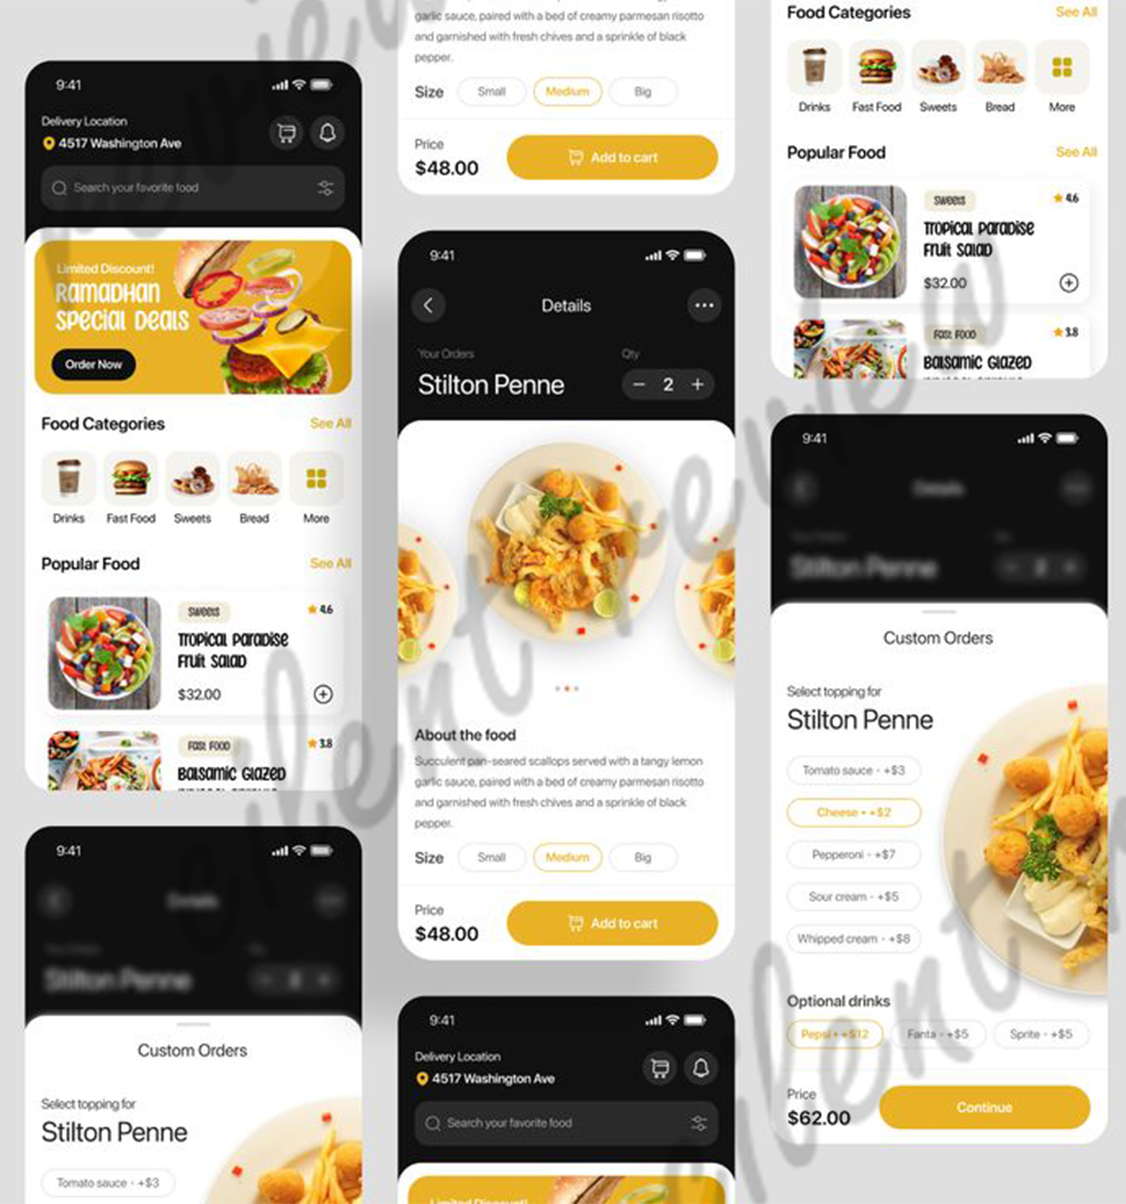 9:41
Delivery Location
4517 Washington Ave
Search your favorite food
Limited Discount!
Ramadhan
Special Deals
Order Now
Food Categories
See All
Drinks
Fast Food
Sweets
Bread
More
Popular Food
See All
Sweets
4.6
Tropical Paradise
Fruit Salad
$32.00
Fast Food
3.8
Balsamic Glazed
9:41
Details
Stilton Penne
Custom Orders
Select topping for
Stilton Penne
Tomato sauce • +$3
garlic sauce, paired with a bed of creamy parmesan risotto
and garnished with fresh chives and a sprinkle of black
pepper.
Size
Small
Medium
Big
Price
$48.00
Add to cart
9:41
Details
Your Orders
Qty
Stilton Penne
− 2 +
About the food
Succulent pan-seared scallops served with a tangy lemon
garlic sauce, paired with a bed of creamy parmesan risotto
and garnished with fresh chives and a sprinkle of black
pepper.
Size
Small
Medium
Big
Price
$48.00
Add to cart
9:41
Delivery Location
4517 Washington Ave
Search your favorite food
Limited Discount!
Food Categories
See All
Drinks
Fast Food
Sweets
Bread
More
Popular Food
See All
Sweets
4.6
Tropical Paradise
Fruit Salad
$32.00
Fast Food
3.8
Balsamic Glazed
9:41
Details
Stilton Penne
Custom Orders
Select topping for
Stilton Penne
Tomato sauce • +$3
Cheese • +$2
Pepperoni • +$7
Sour cream • +$5
Whipped cream • +$8
Optional drinks
Pepsi • +$12
Fanta • +$5
Sprite • +$5
Price
$62.00
Continue